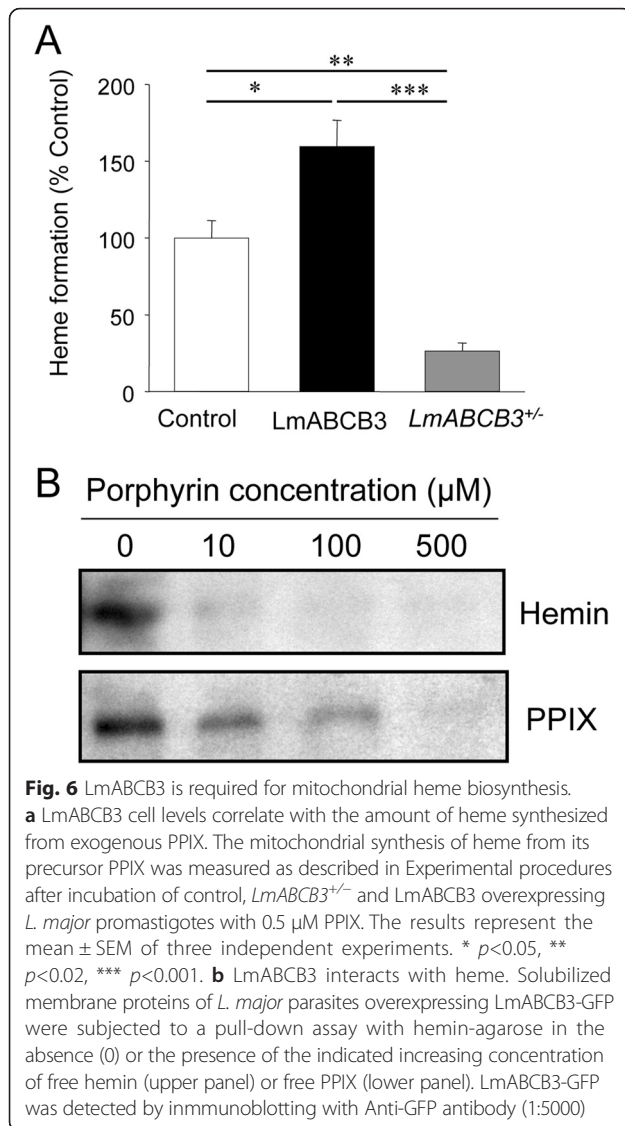 A
**
* ***
200
150
100
50
0
Heme formation (% Control)
Control LmABCB3 LmABCB3+/-
B
Porphyrin concentration (µM)
0 10 100 500
Hemin
PPIX
Fig. 6 LmABCB3 is required for mitochondrial heme biosynthesis.
a LmABCB3 cell levels correlate with the amount of heme synthesized
from exogenous PPIX. The mitochondrial synthesis of heme from its
precursor PPIX was measured as described in Experimental procedures
after incubation of control, LmABCB3+/− and LmABCB3 overexpressing
L. major promastigotes with 0.5 µM PPIX. The results represent the
mean ± SEM of three independent experiments. * p<0.05, **
p<0.02, *** p<0.001. b LmABCB3 interacts with heme. Solubilized
membrane proteins of L. major parasites overexpressing LmABCB3-GFP
were subjected to a pull-down assay with hemin-agarose in the
absence (0) or the presence of the indicated increasing concentration
of free hemin (upper panel) or free PPIX (lower panel). LmABCB3-GFP
was detected by inmmunoblotting with Anti-GFP antibody (1:5000)